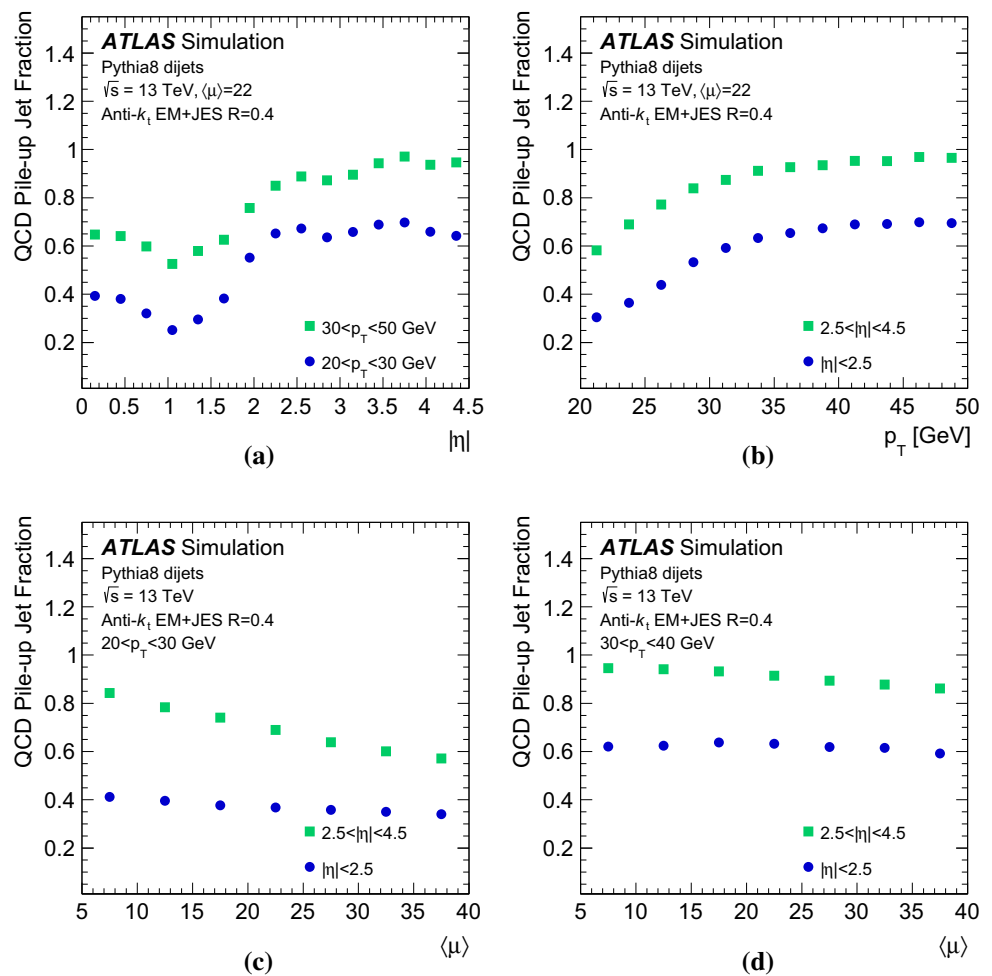 QCD Pile-up Jet Fraction
1.4
1.2
1
0.8
0.6
0.4
0.2
ATLAS Simulation
Pythia8 dijets
√s = 13 TeV, ⟨μ⟩=22
Anti-k_t EM+JES R=0.4
30<p_T<50 GeV
20<p_T<30 GeV
0 0.5 1 1.5 2 2.5 3 3.5 4 4.5
|η|
(a)
QCD Pile-up Jet Fraction
1.4
1.2
1
0.8
0.6
0.4
0.2
ATLAS Simulation
Pythia8 dijets
√s = 13 TeV, ⟨μ⟩=22
Anti-k_t EM+JES R=0.4
2.5<|η|<4.5
|η|<2.5
20 25 30 35 40 45 50
p_T [GeV]
(b)
QCD Pile-up Jet Fraction
1.4
1.2
1
0.8
0.6
0.4
0.2
ATLAS Simulation
Pythia8 dijets
√s = 13 TeV
Anti-k_t EM+JES R=0.4
20<p_T<30 GeV
2.5<|η|<4.5
|η|<2.5
5 10 15 20 25 30 35 40
⟨μ⟩
(c)
QCD Pile-up Jet Fraction
1.4
1.2
1
0.8
0.6
0.4
0.2
ATLAS Simulation
Pythia8 dijets
√s = 13 TeV
Anti-k_t EM+JES R=0.4
30<p_T<40 GeV
2.5<|η|<4.5
|η|<2.5
5 10 15 20 25 30 35 40
⟨μ⟩
(d)